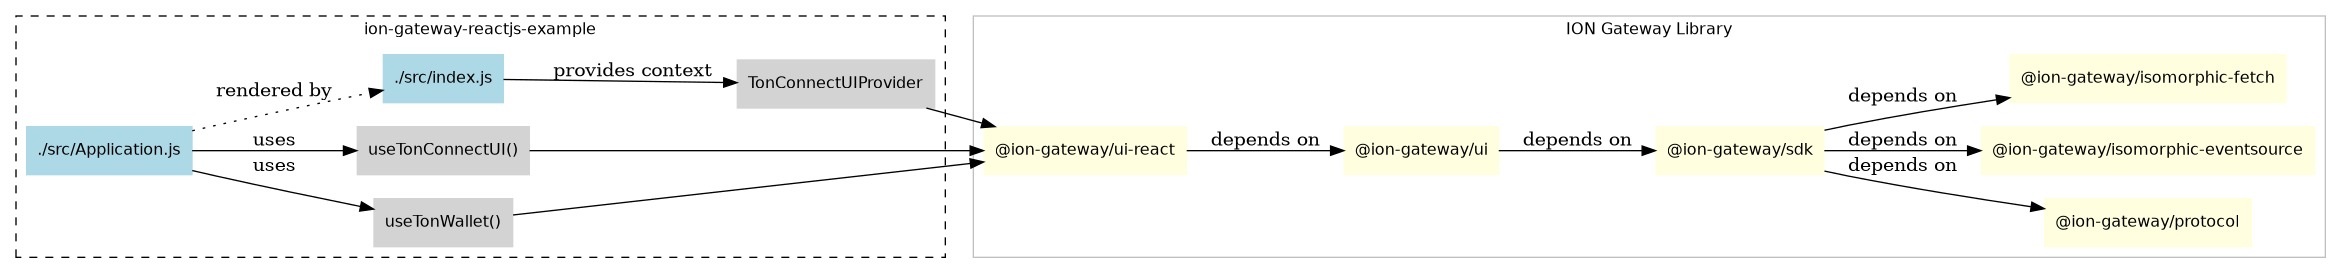 ion-gateway-reactjs-example
./src/Application.js
rendered by
uses
uses
./src/index.js
useTonConnectUI()
useTonWallet()
provides context
TonConnectUIProvider
ION Gateway Library
@ion-gateway/ui-react
depends on
@ion-gateway/ui
depends on
@ion-gateway/sdk
depends on
depends on
depends on
@ion-gateway/isomorphic-fetch
@ion-gateway/isomorphic-eventsource
@ion-gateway/protocol